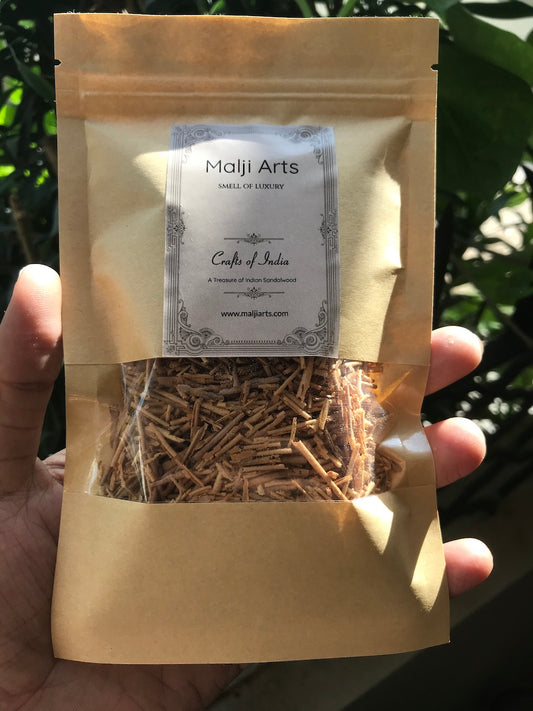 Malji Arts
SMELL OF LUXURY
Crafts of India
A Treasure of Indian Sandalwood
www.maljiarts.com